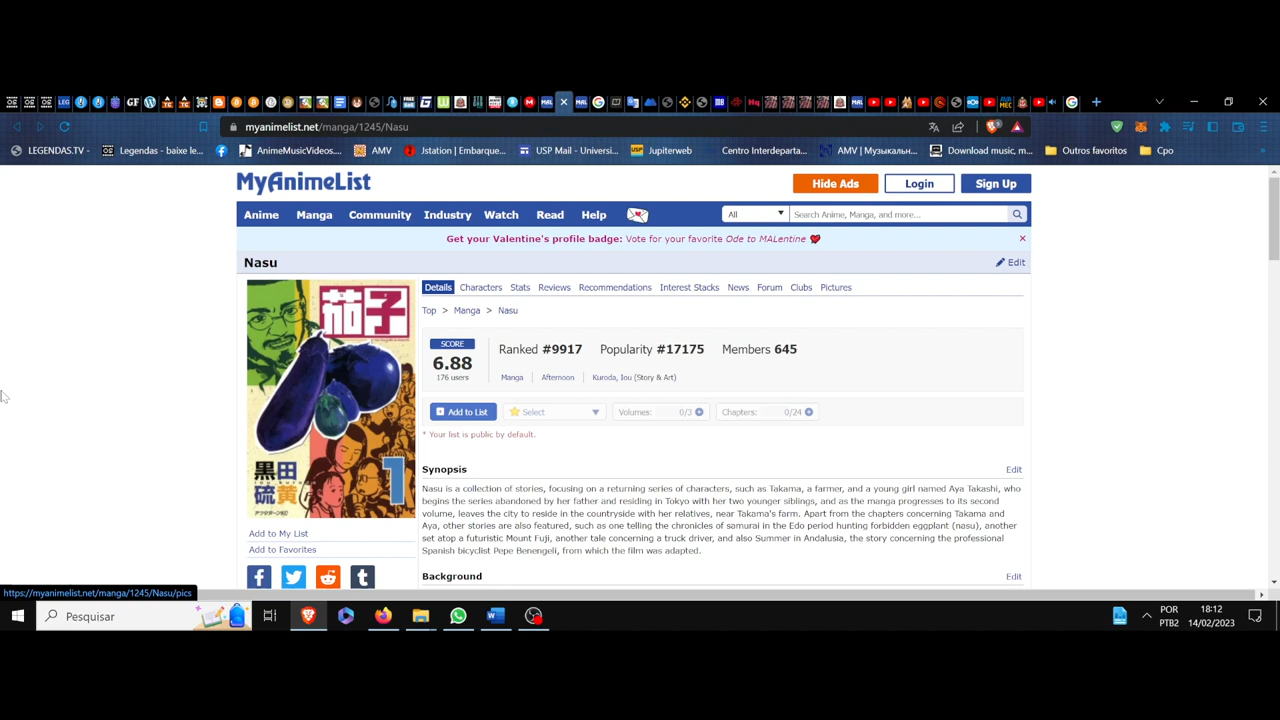 myanimelist.net/manga/1245/Nasu
LEGENDAS.TV -
Legendas - baixe le...
AnimeMusicVideos....
AMV
Jstation | Embarque...
USP Mail - Universi...
Jupiterweb
Centro Interdeparta...
AMV | Музыкальн...
Download music, m...
Outros favoritos
Cpo
MyAnimeList
Hide Ads
Login
Sign Up
Anime
Manga
Community
Industry
Watch
Read
Help
All
Search Anime, Manga, and more...
Get your Valentine's profile badge: Vote for your favorite Ode to MALentine
Nasu
Edit
茄子
黒田
硫黄
1
Details
Characters
Stats
Reviews
Recommendations
Interest Stacks
News
Forum
Clubs
Pictures
Top > Manga > Nasu
SCORE
6.88
176 users
Ranked #9917
Popularity #17175
Members 645
Manga
Afternoon
Kuroda, Iou (Story & Art)
Add to List
Select
Volumes: 0/3
Chapters: 0/24
* Your list is public by default.
Synopsis
Edit
Nasu is a collection of stories, focusing on a returning series of characters, such as Takama, a farmer, and a young girl named Aya Takashi, who
begins the series abandoned by her father and residing in Tokyo with her two younger siblings, and as the manga progresses to its second
volume, leaves the city to reside in the countryside with her relatives, near Takama's farm. Apart from the chapters concerning Takama and
Aya, other stories are also featured, such as one telling the chronicles of samurai in the Edo period hunting forbidden eggplant (nasu), another
set atop a futuristic Mount Fuji, another tale concerning a truck driver, and also Summer in Andalusia, the story concerning the professional
Spanish bicyclist Pepe Benengeli, from which the film was adapted.
Background
Edit
Add to My List
Add to Favorites
https://myanimelist.net/manga/1245/Nasu/pics
Pesquisar
POR
PTB2
18:12
14/02/2023